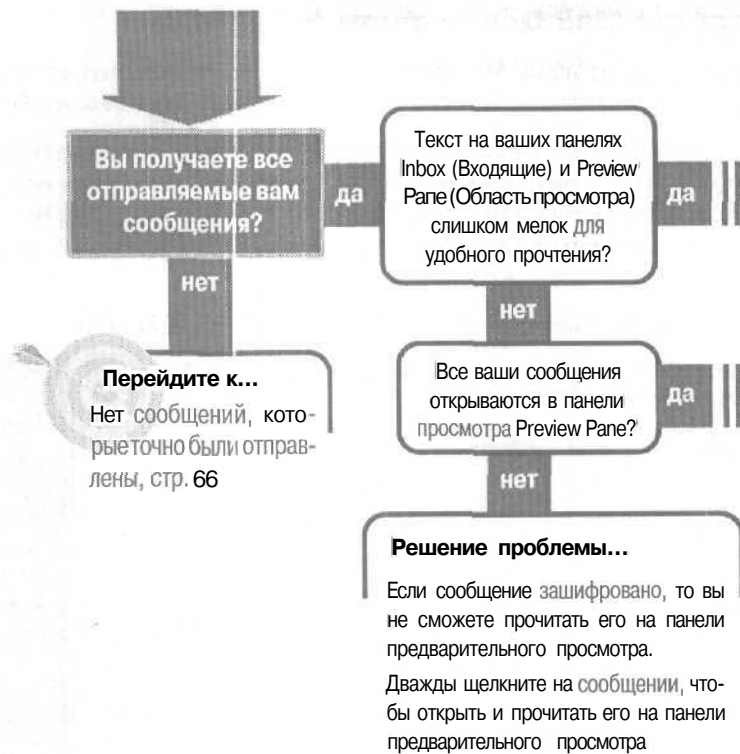 Вы получаете все
отправляемые вам
сообщения?
да
нет
Перейдите к...
Нет сообщений, кото-
рые точно были отправ-
лены, стр. 66
Текст на ваших панелях
Inbox (Входящие) и Preview
Pane (Область просмотра)
слишком мелок для
удобного прочтения?
да
нет
Все ваши сообщения
открываются в панели
просмотра Preview Pane?
да
нет
Решение проблемы...
Если сообщение зашифровано, то вы
не сможете прочитать его на панели
предварительного просмотра.
Дважды щелкните на сообщении, что-
бы открыть и прочитать его на панели
предварительного просмотра